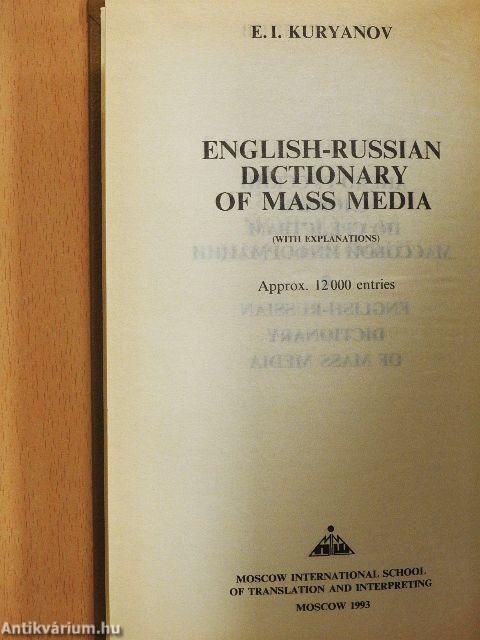 E. I. KURYANOV
ENGLISH-RUSSIAN
DICTIONARY
OF MASS MEDIA
(WITH EXPLANATIONS)
Approx. 12 000 entries
MOSCOW INTERNATIONAL SCHOOL
OF TRANSLATION AND INTERPRETING
MOSCOW 1993
Antikvárium.hu